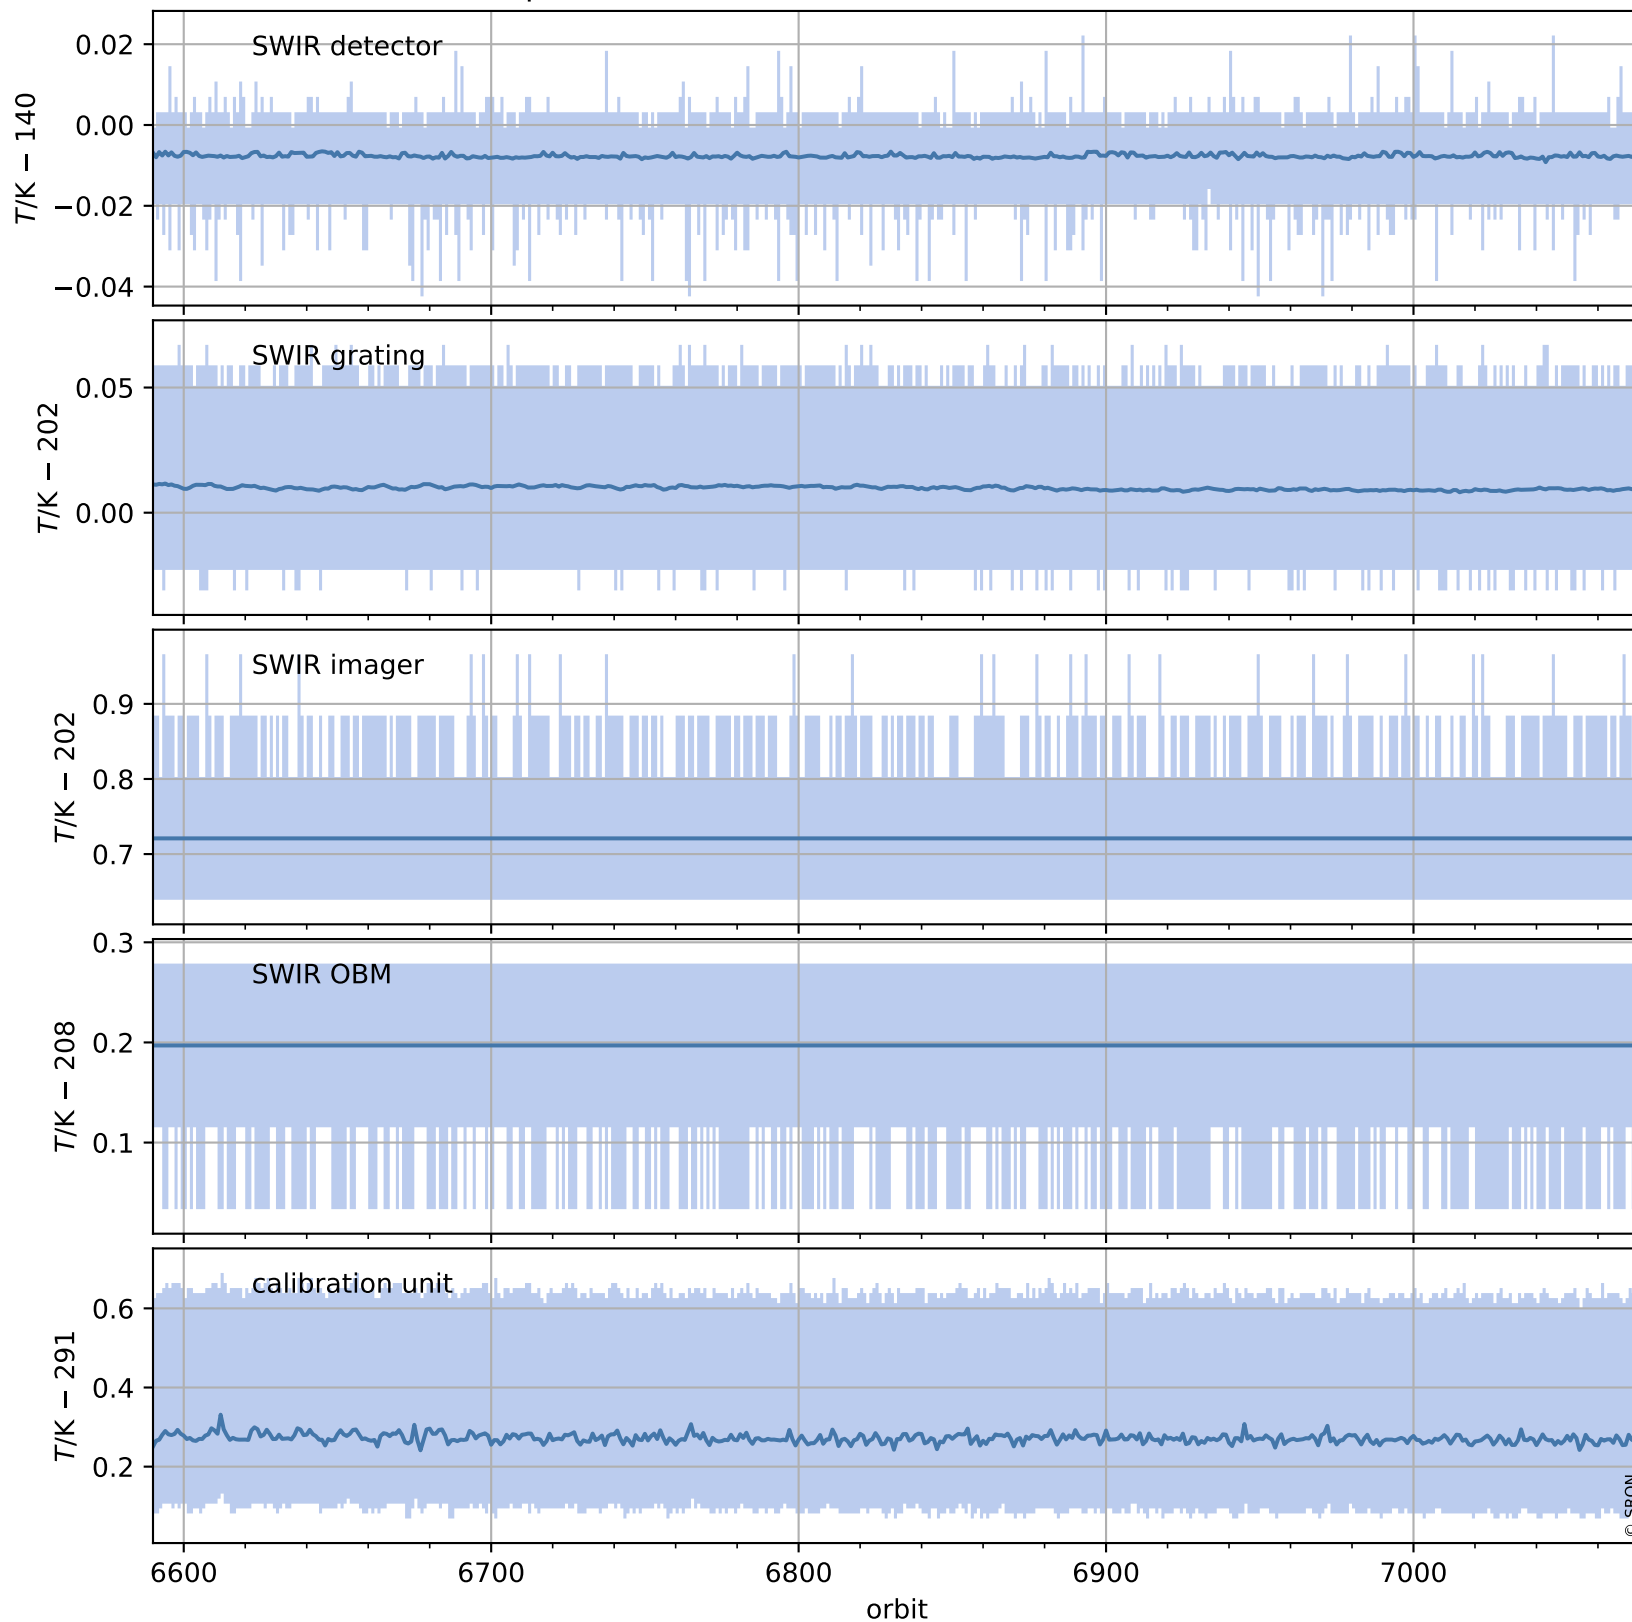 SWIR detector
0.02
0.00
−0.02
−0.04
T/K − 140
SWIR grating
0.05
0.00
T/K − 202
SWIR imager
0.9
0.8
0.7
T/K − 202
SWIR OBM
0.3
0.2
0.1
T/K − 208
calibration unit
0.6
0.4
0.2
T/K − 291
© SRON
6600 6700 6800 6900 7000
orbit